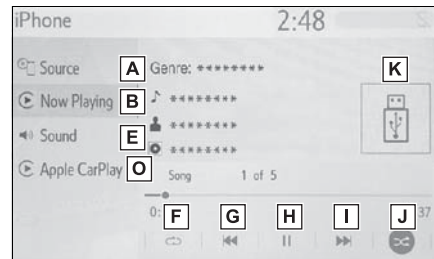 iPhone 2:48
Source A Genre: ******** K
Now Playing B ********
Sound E ********
********
Apple CarPlay O Song 1 of 5
0: 37
F G H I J